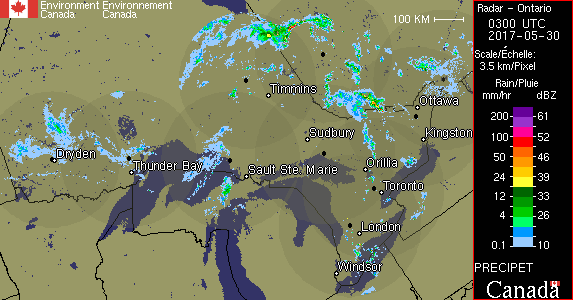 Environment Environnement
Canada Canada
100 KM
Timmins
Ottawa
Kingston
Sudbury
Dryden
Thunder Bay
Sault Ste. Marie
Orillia
Toronto
London
Windsor
Radar - Ontario
0300 UTC
2017-05-30
Scale/Échelle:
3.5 km/Pixel
Rain/Pluie
mm/hr dBZ
200 61
100 52
50 46
24 39
12 33
4 26
0.1 10
PRECIPET
Canada